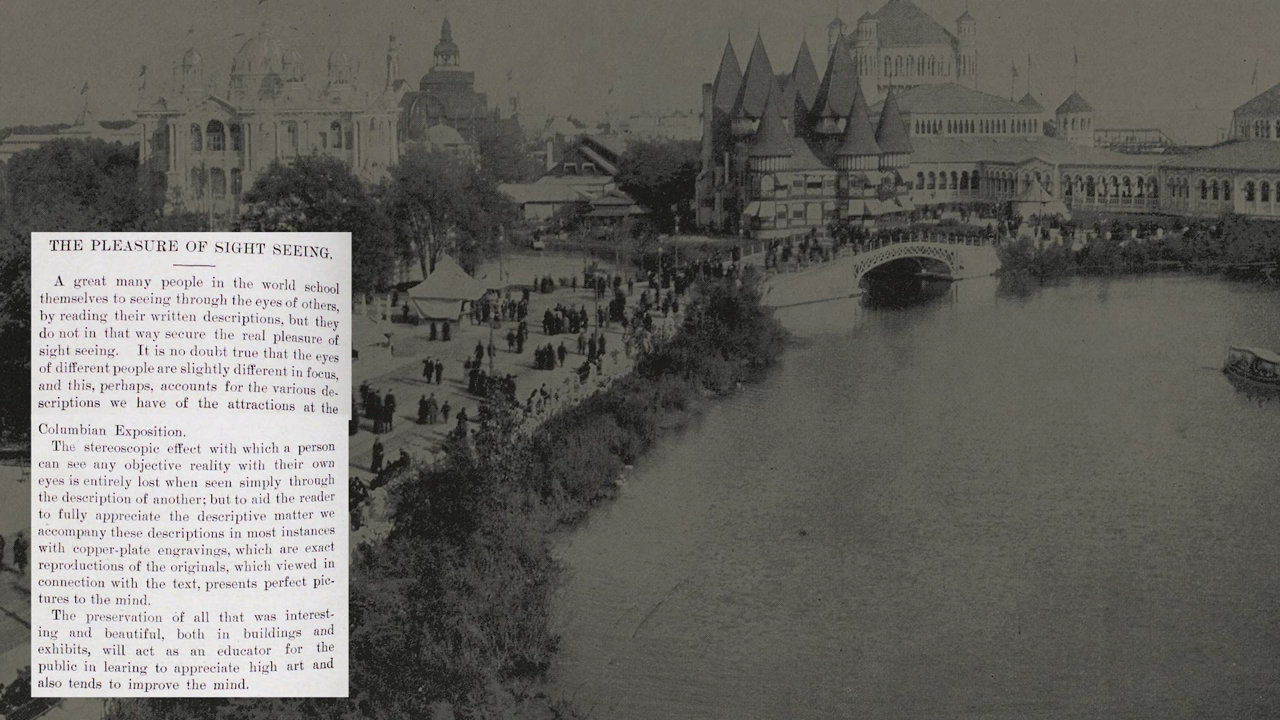 THE PLEASURE OF SIGHT SEEING.
A great many people in the world school
themselves to seeing through the eyes of others,
by reading their written descriptions, but they
do not in that way secure the real pleasure of
sight seeing. It is no doubt true that the eyes
of different people are slightly different in focus,
and this, perhaps, accounts for the various de-
scriptions we have of the attractions at the
Columbian Exposition.
The stereoscopic effect with which a person
can see any objective reality with their own
eyes is entirely lost when seen simply through
the description of another; but to aid the reader
to fully appreciate the descriptive matter we
accompany these descriptions in most instances
with copper-plate engravings, which are exact
reproductions of the originals, which viewed in
connection with the text, presents perfect pic-
tures to the mind.
The preservation of all that was interest-
ing and beautiful, both in buildings and
exhibits, will act as an educator for the
public in learing to appreciate high art and
also tends to improve the mind.